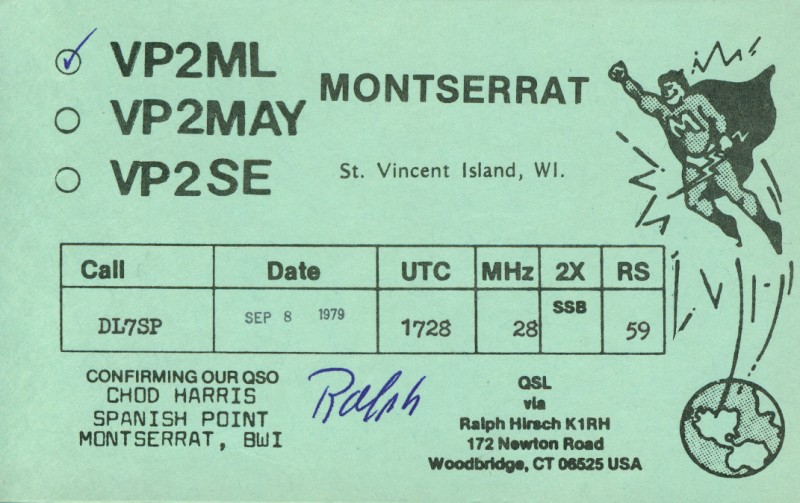 VP2ML
VP2MAY
VP2SE
MONTSERRAT
St. Vincent Island, WI.
M
Call Date UTC MHz 2X RS
DL7SP SEP 8 1979 1728 28 SSB 59
CONFIRMING OUR QSO
CHOD HARRIS
SPANISH POINT
MONTSERRAT, BWI
Ralph
QSL
via
Ralph Hirsch K1RH
172 Newton Road
Woodbridge, CT 06525 USA